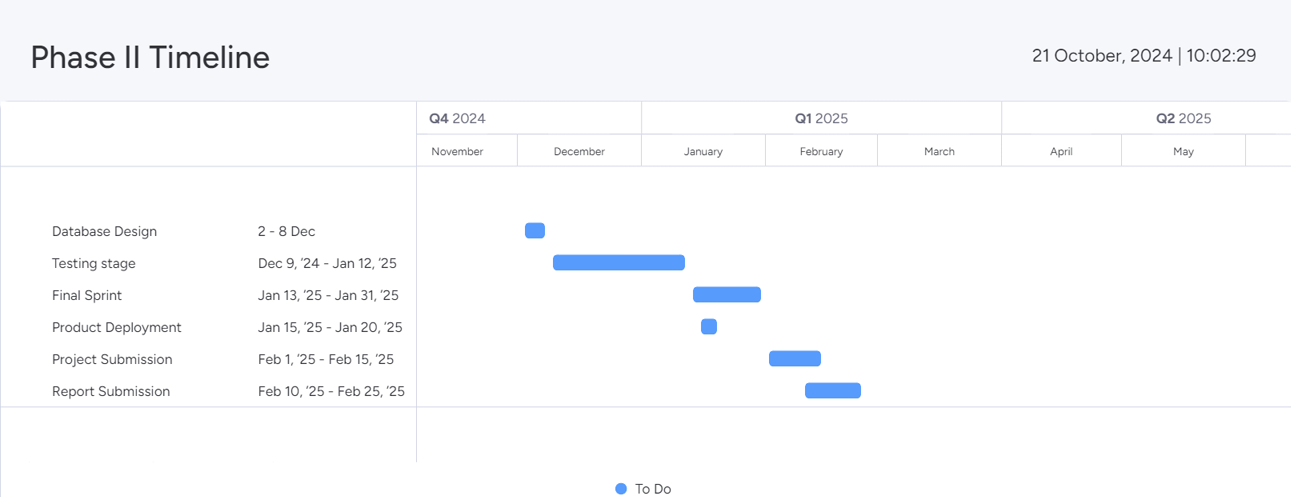 Phase II Timeline
21 October, 2024 | 10:02:29
Q4 2024 Q1 2025 Q2 2025
November December January February March April May
Database Design 2 - 8 Dec
Testing stage Dec 9, ’24 - Jan 12, ’25
Final Sprint Jan 13, ’25 - Jan 31, ’25
Product Deployment Jan 15, ’25 - Jan 20, ’25
Project Submission Feb 1, ’25 - Feb 15, ’25
Report Submission Feb 10, ’25 - Feb 25, ’25
To Do